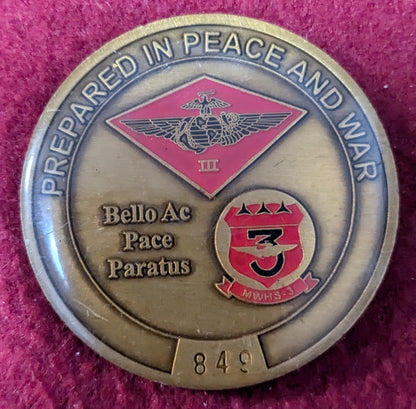 PREPARED IN PEACE AND WAR
III
Bello Ac
Pace
Paratus
3
MWHS-3
849